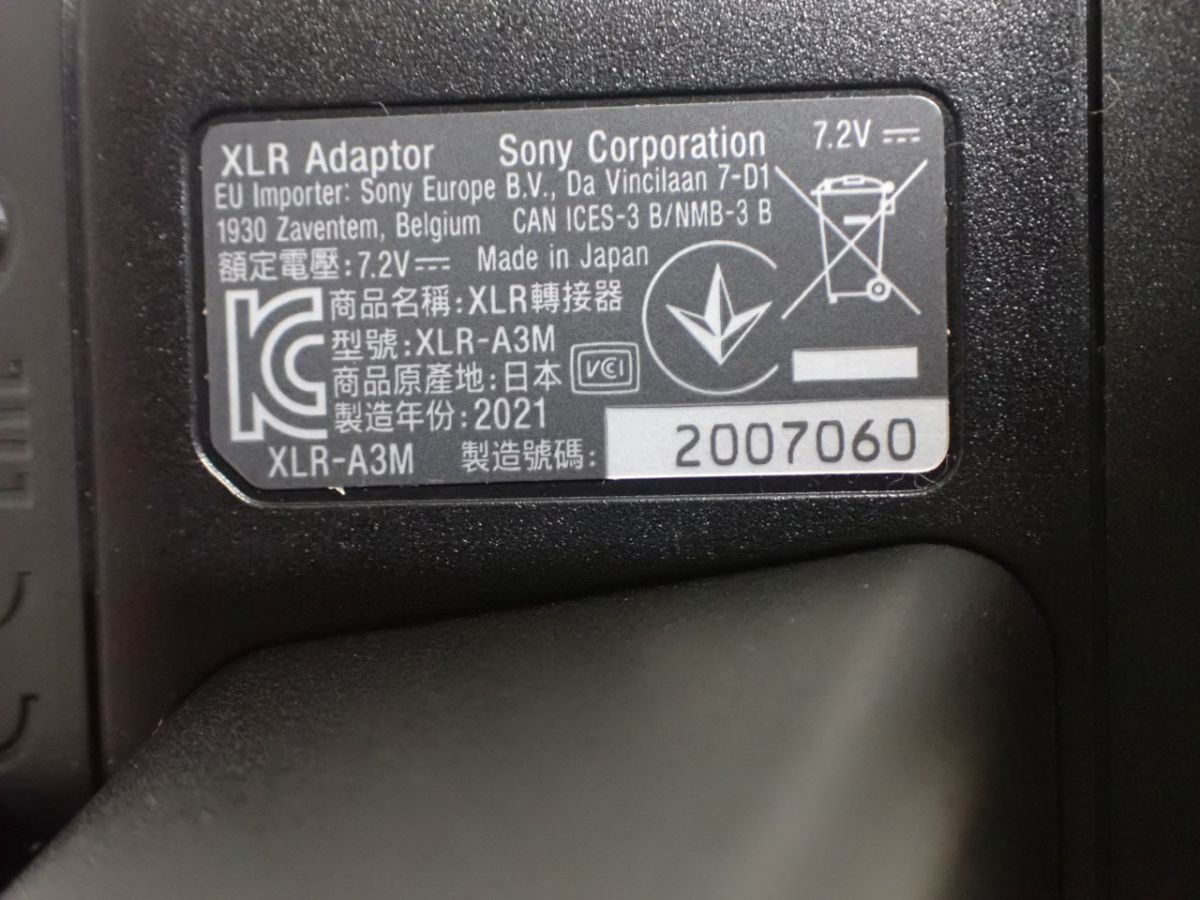 XLR Adaptor Sony Corporation 7.2V
EU Importer: Sony Europe B.V., Da Vincilaan 7-D1
1930 Zaventem, Belgium CAN ICES-3 B/NMB-3 B
額定電壓:7.2V Made in Japan
商品名稱:XLR轉接器
型號:XLR-A3M
商品原產地:日本 VCI
製造年份:2021
XLR-A3M 製造號碼: 2007060